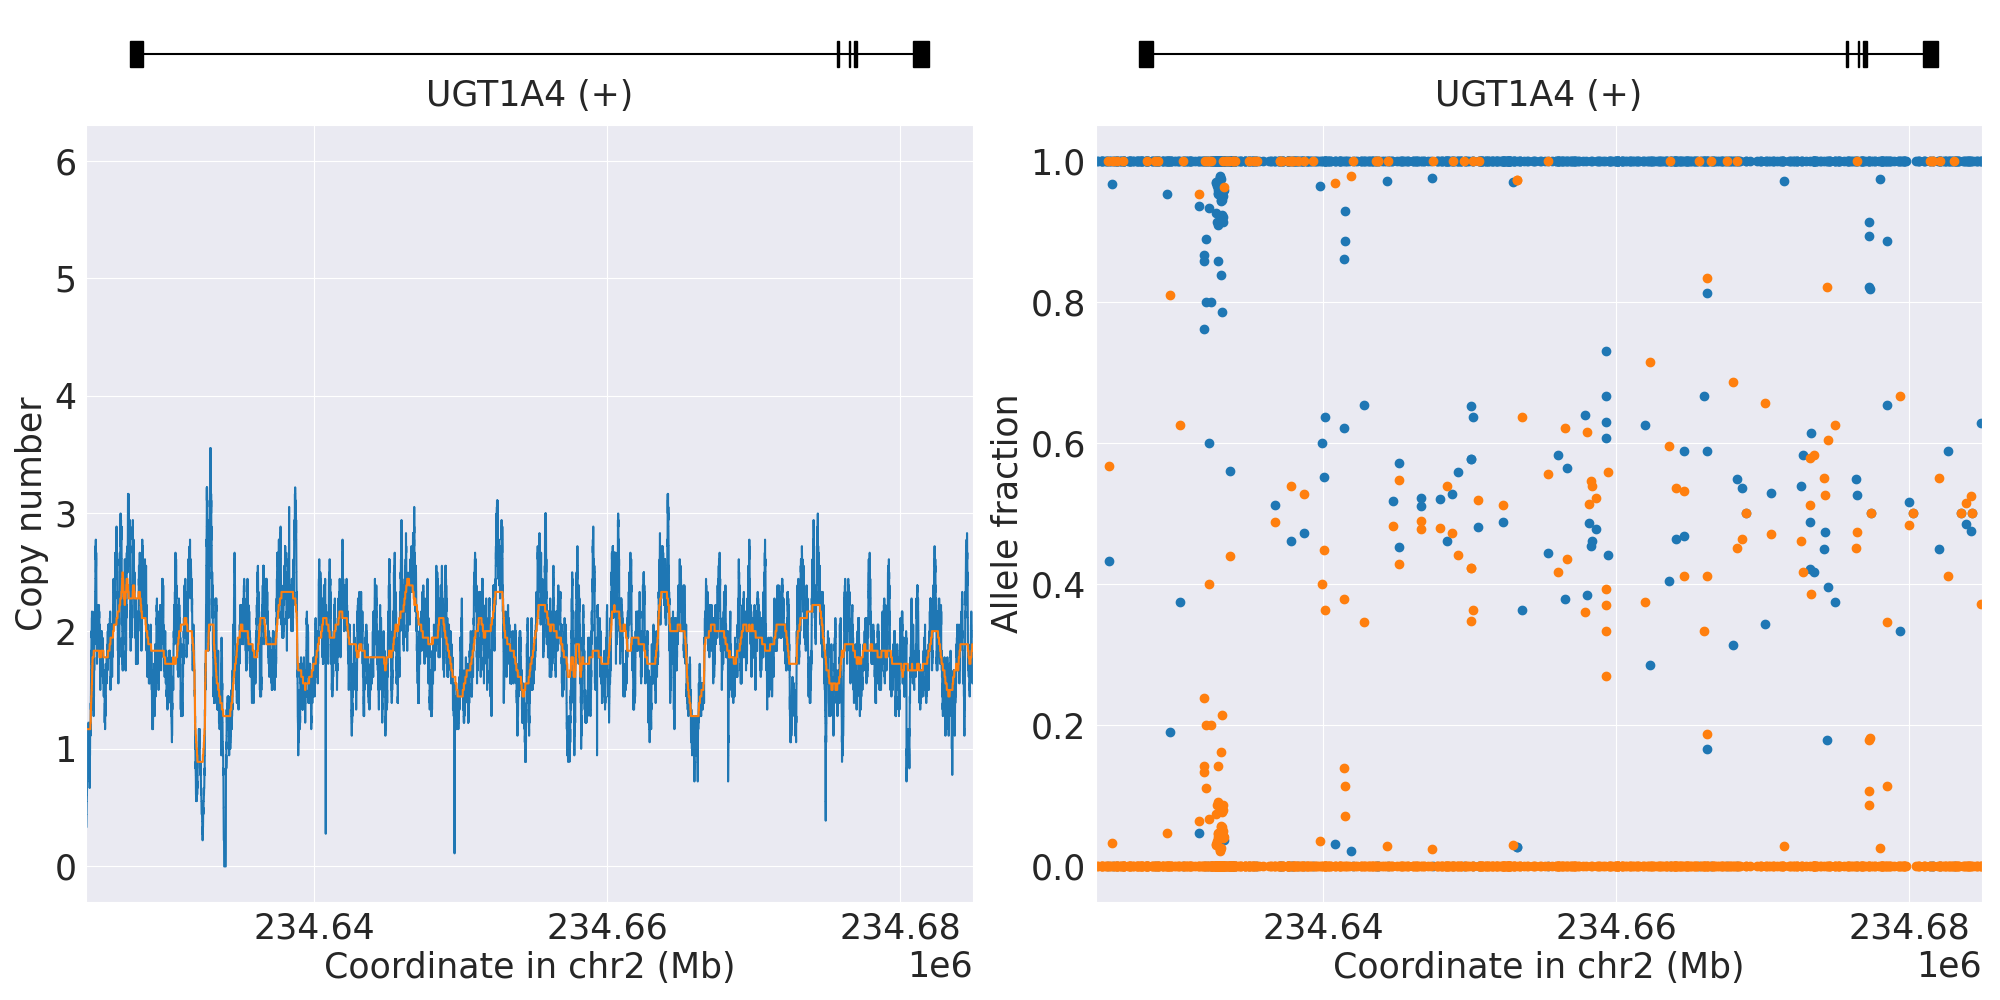 UGT1A4 (+)
Copy number
6
5
4
3
2
1
0
234.64 234.66 234.68
1e6
Coordinate in chr2 (Mb)
UGT1A4 (+)
Allele fraction
1.0
0.8
0.6
0.4
0.2
0.0
234.64 234.66 234.68
1e6
Coordinate in chr2 (Mb)